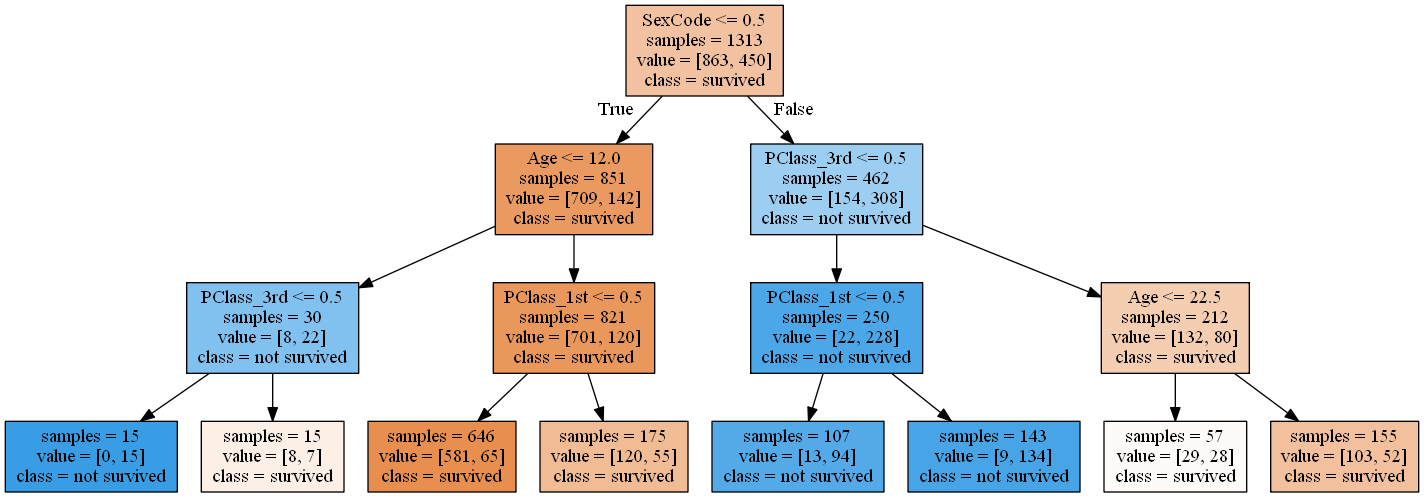 SexCode <= 0.5
samples = 1313
value = [863, 450]
class = survived
True
False
Age <= 12.0
samples = 851
value = [709, 142]
class = survived
PClass_3rd <= 0.5
samples = 462
value = [154, 308]
class = not survived
PClass_3rd <= 0.5
samples = 30
value = [8, 22]
class = not survived
PClass_1st <= 0.5
samples = 821
value = [701, 120]
class = survived
PClass_1st <= 0.5
samples = 250
value = [22, 228]
class = not survived
Age <= 22.5
samples = 212
value = [132, 80]
class = survived
samples = 15
value = [0, 15]
class = not survived
samples = 15
value = [8, 7]
class = survived
samples = 646
value = [581, 65]
class = survived
samples = 175
value = [120, 55]
class = survived
samples = 107
value = [13, 94]
class = not survived
samples = 143
value = [9, 134]
class = not survived
samples = 57
value = [29, 28]
class = survived
samples = 155
value = [103, 52]
class = survived